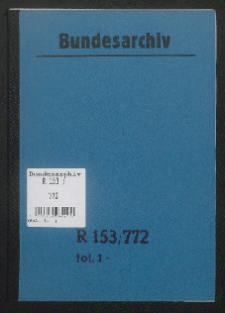 Bundesarchiv
Bundesarchiv
R 153 /
772
R 153/772
fol. 1 -